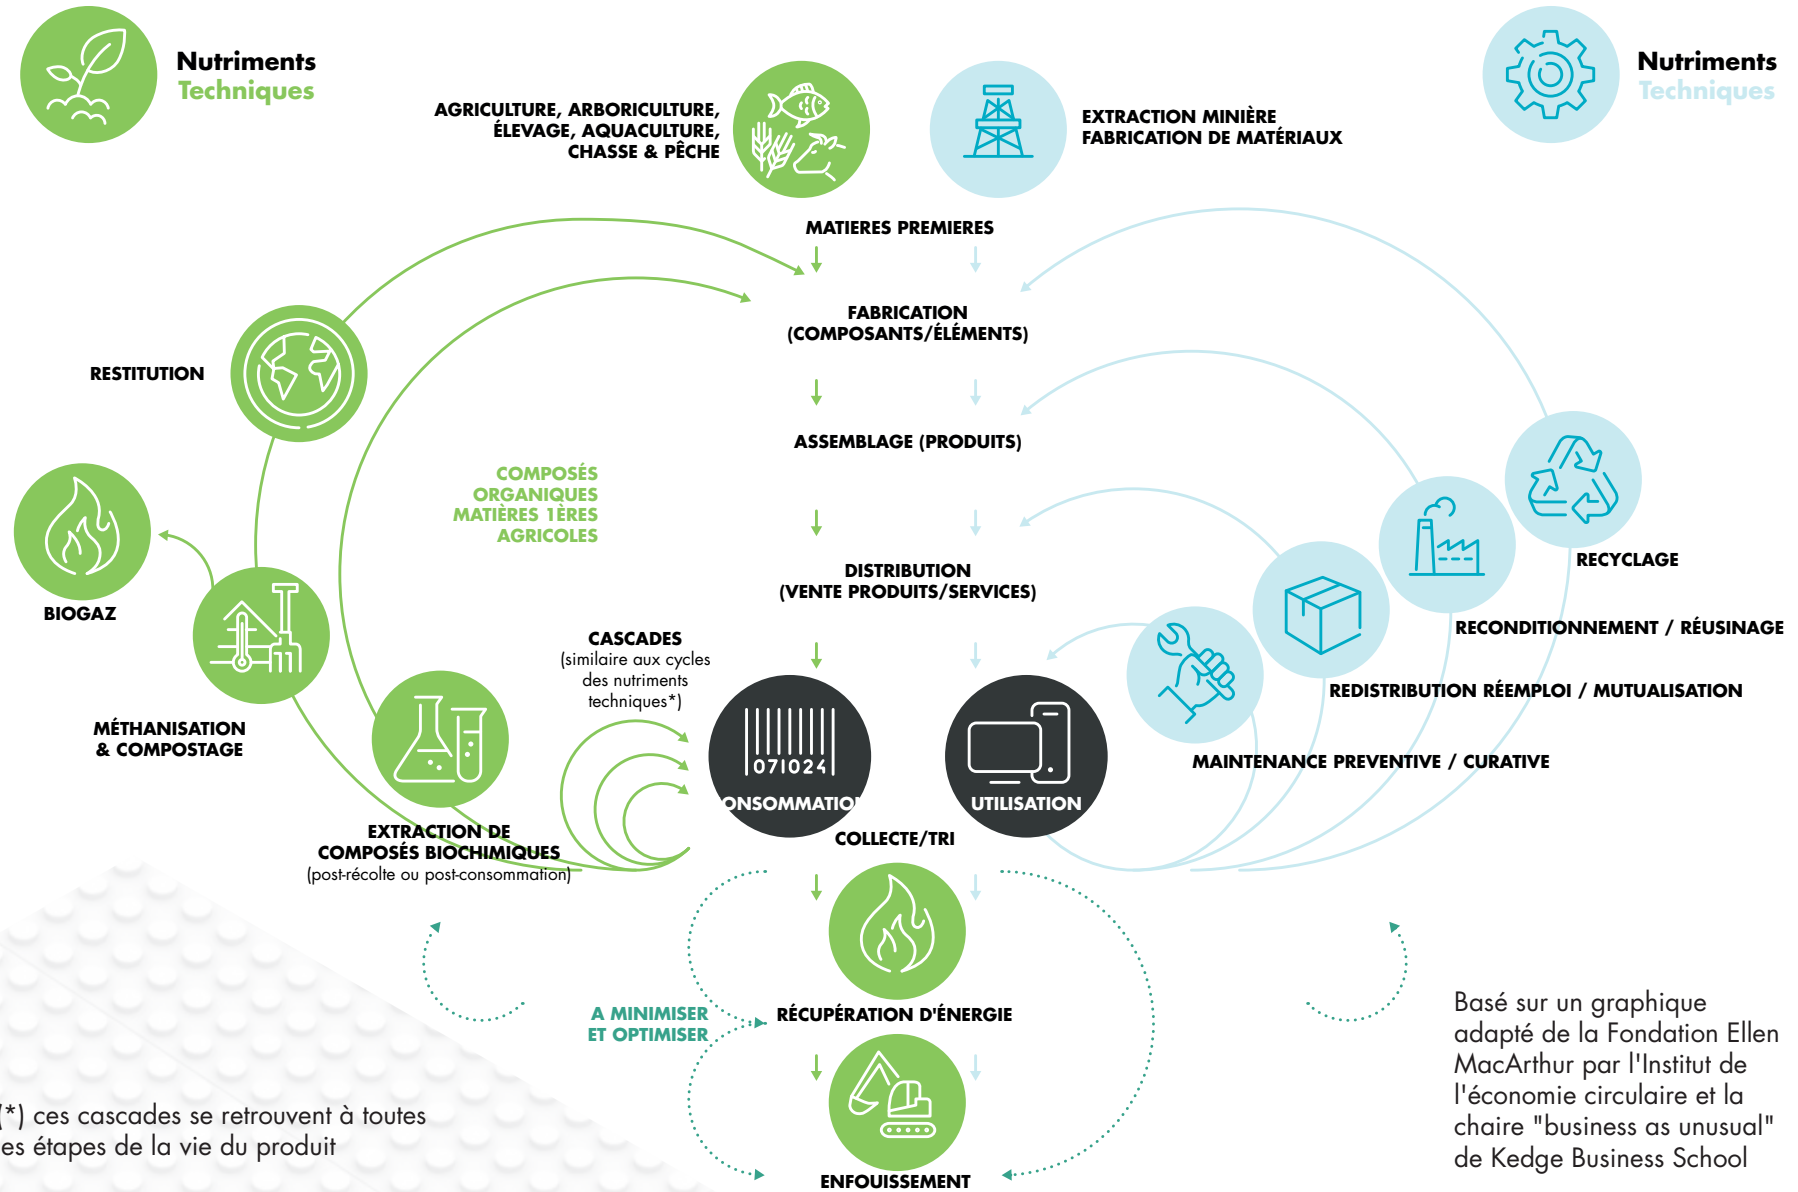 Nutriments
Techniques
Nutriments
Techniques
AGRICULTURE, ARBORICULTURE,
ÉLEVAGE, AQUACULTURE,
CHASSE & PÊCHE
EXTRACTION MINIÈRE
FABRICATION DE MATÉRIAUX
MATIERES PREMIERES
FABRICATION
(COMPOSANTS/ÉLÉMENTS)
RESTITUTION
ASSEMBLAGE (PRODUITS)
COMPOSÉS
ORGANIQUES
MATIÈRES 1ÈRES
AGRICOLES
DISTRIBUTION
(VENTE PRODUITS/SERVICES)
RECYCLAGE
BIOGAZ
RECONDITIONNEMENT / RÉUSINAGE
CASCADES
(similaire aux cycles
des nutriments
techniques*)
REDISTRIBUTION RÉEMPLOI / MUTUALISATION
MÉTHANISATION
& COMPOSTAGE
MAINTENANCE PREVENTIVE / CURATIVE
071024
ONSOMMATIO
UTILISATION
EXTRACTION DE
COMPOSÉS BIOCHIMIQUES
(post-récolte ou post-consommation)
COLLECTE/TRI
A MINIMISER
ET OPTIMISER
RÉCUPÉRATION D'ÉNERGIE
ENFOUISSEMENT
(*) ces cascades se retrouvent à toutes
es étapes de la vie du produit
Basé sur un graphique
adapté de la Fondation Ellen
MacArthur par l'Institut de
l'économie circulaire et la
chaire "business as unusual"
de Kedge Business School